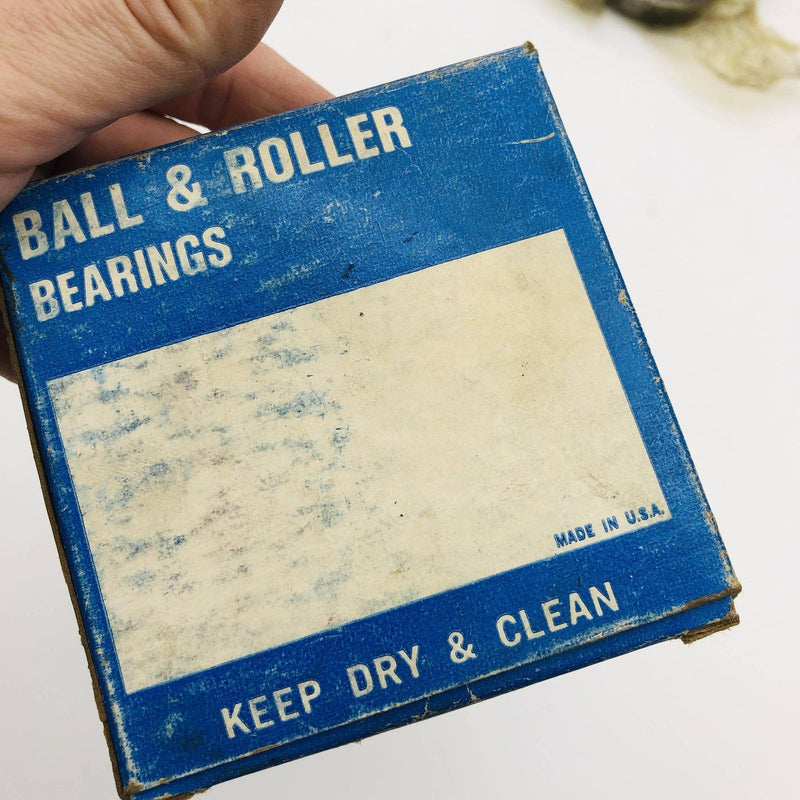 BALL & ROLLER
BEARINGS
MADE IN U.S.A.
KEEP DRY & CLEAN